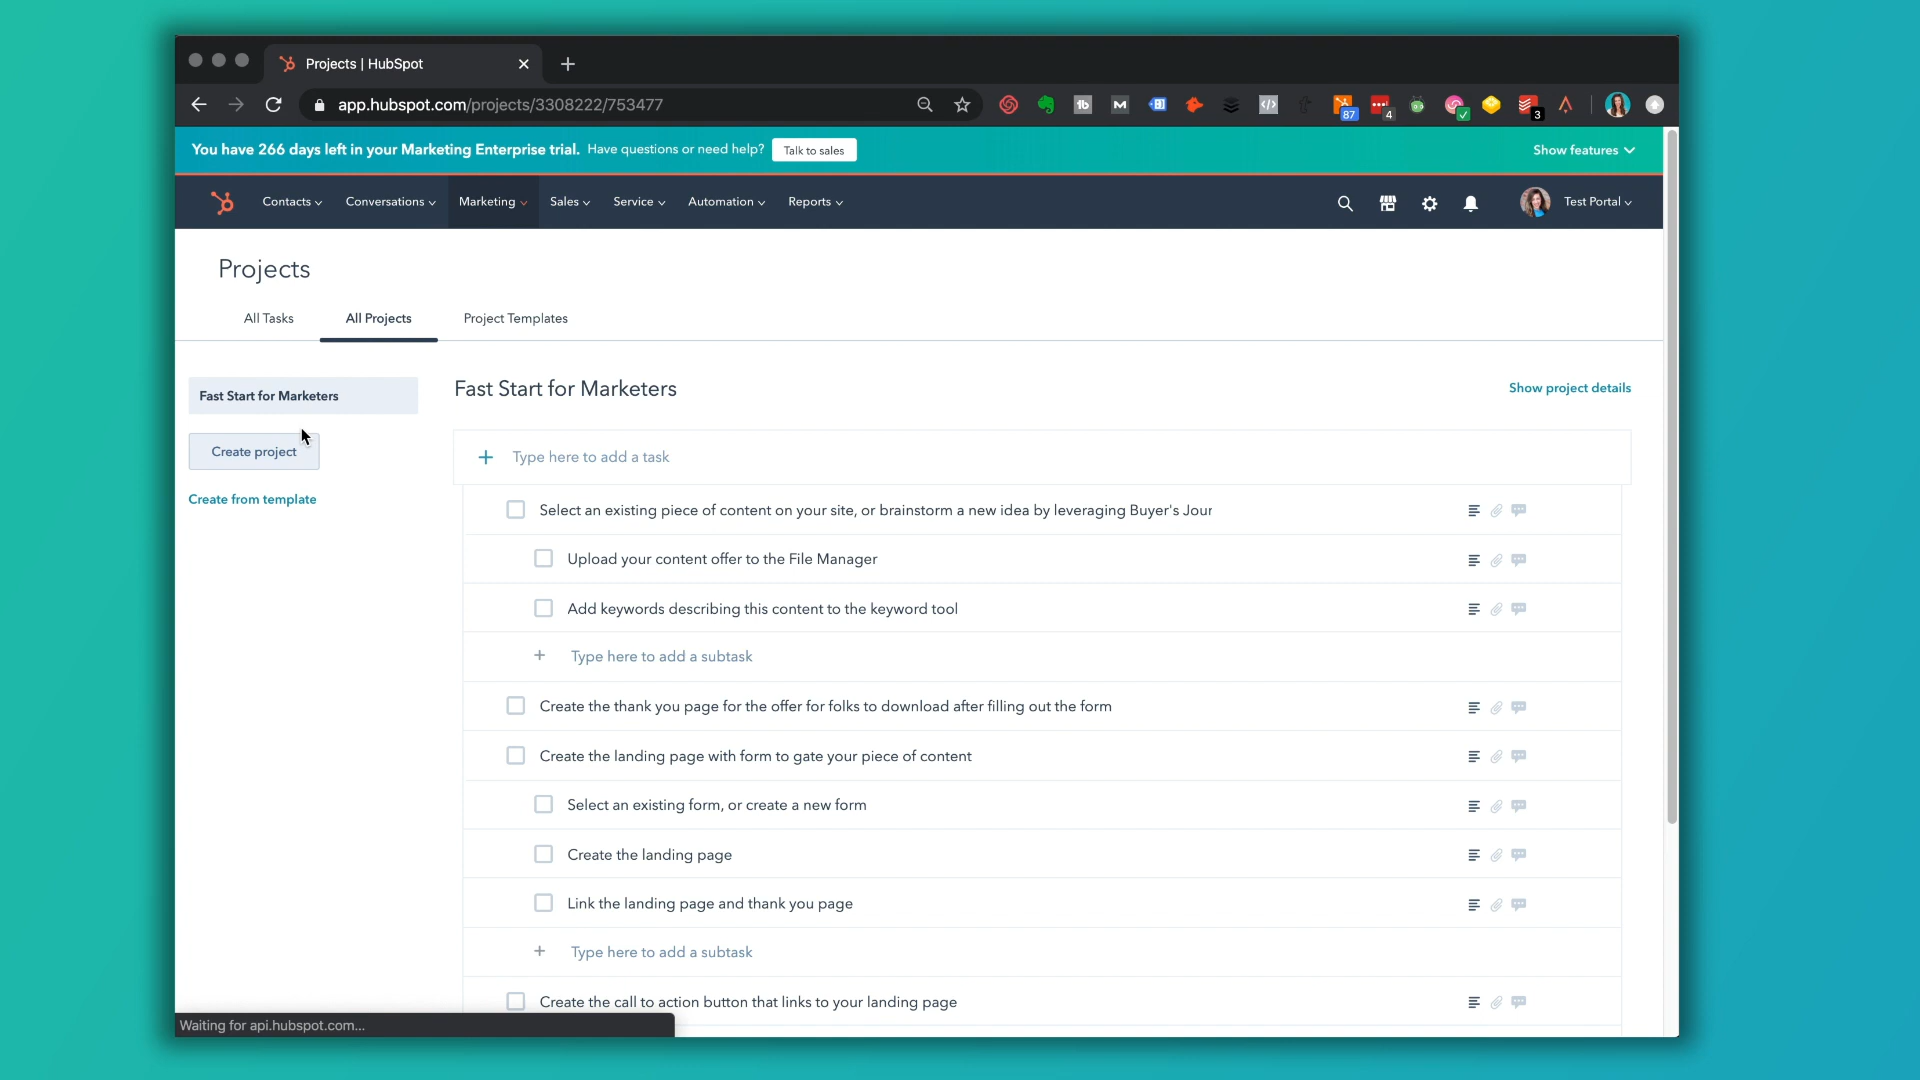 Projects | HubSpot
app.hubspot.com/projects/3308222/753477
87
4
3
You have 266 days left in your Marketing Enterprise trial. Have questions or need help? Talk to sales
Show features
Contacts
Conversations
Marketing
Sales
Service
Automation
Reports
Test Portal
Projects
All Tasks
All Projects
Project Templates
Fast Start for Marketers
Create project
Create from template
Fast Start for Marketers
Show project details
Type here to add a task
Select an existing piece of content on your site, or brainstorm a new idea by leveraging Buyer's Jour
Upload your content offer to the File Manager
Add keywords describing this content to the keyword tool
Type here to add a subtask
Create the thank you page for the offer for folks to download after filling out the form
Create the landing page with form to gate your piece of content
Select an existing form, or create a new form
Create the landing page
Link the landing page and thank you page
Type here to add a subtask
Create the call to action button that links to your landing page
Waiting for api.hubspot.com...